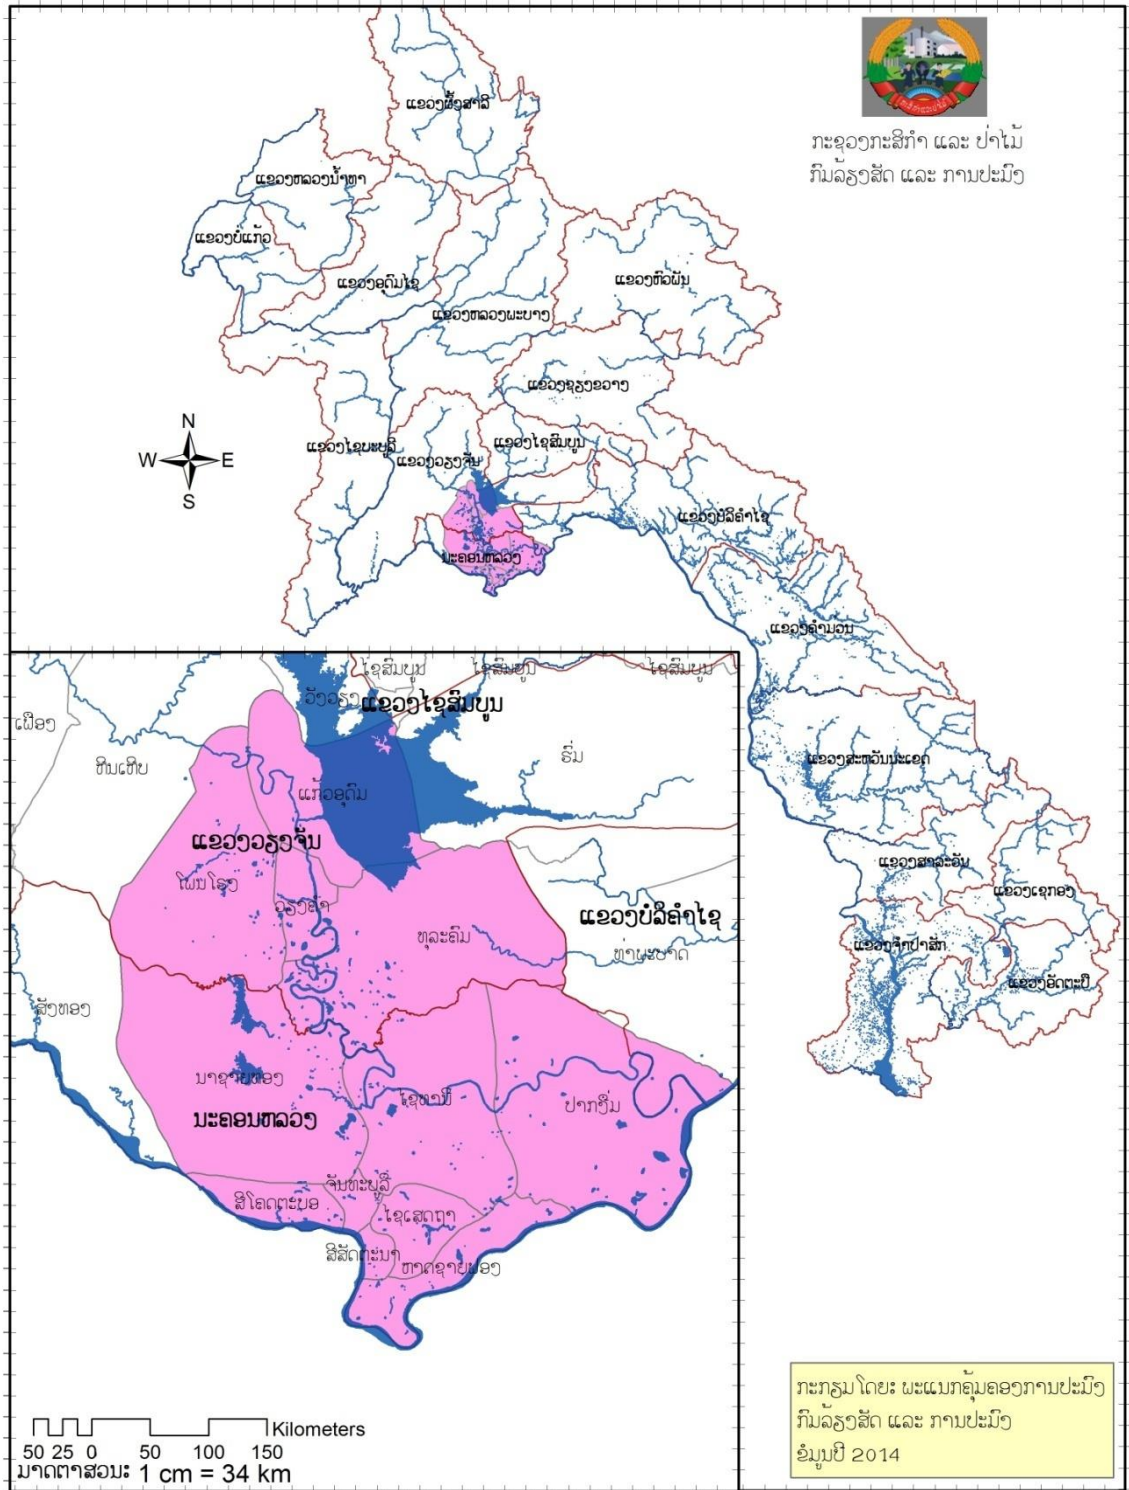 ກະຊວງກະສິກຳ ແລະ ປ່າໄມ້
ກົມລ້ຽງສັດ ແລະ ການປະມົງ
ແຂວງຜົ້ງສາລີ
ແຂວງຫລວງນ້ຳທາ
ແຂວງບໍ່ແກ້ວ
ແຂວງອຸດົມໄຊ
ແຂວງຫົວພັນ
ແຂວງຫລວງພະບາງ
ແຂວງຊຽງຂວາງ
ແຂວງໄຊຍະບູລີ
ແຂວງວຽງຈັນ
ແຂວງໄຊສົມບູນ
ແຂວງບໍລິຄຳໄຊ
ນະຄອນຫລວງ
ແຂວງຄຳມ່ວນ
ແຂວງສະຫວັນນະເຂດ
ແຂວງສາລະວັນ
ແຂວງເຊກອງ
ແຂວງຈຳປາສັກ
ແຂວງອັດຕະປື
N
W E
S
ໄຊສົມບູນ
ໄຊສົມບູນ
ໄຊສົມບູນ
ວັງວຽງ
ແຂວງໄຊສົມບູນ
ເຟືອງ
ຫີນເຫີບ
ຮົ່ມ
ແກ້ວອຸດົມ
ແຂວງວຽງຈັນ
ໂພນໂຮງ
ວຽງຄຳ
ແຂວງບໍລິຄຳໄຊ
ທຸລະຄົມ
ທ່າພະບາດ
ສັງທອງ
ນາຊາຍທອງ
ໄຊທານີ
ປາກງື່ມ
ນະຄອນຫລວງ
ຈັນທະບູລີ
ສີໂຄດຕະບອ
ໄຊເສດຖາ
ສີສັດຕະນາ
ຫາດຊາຍຟອງ
Kilometers
50 25 0 50 100 150
ມາດຕາສ່ວນ: 1 cm = 34 km
ກະກຽມໂດຍ: ພະແນກຄຸ້ມຄອງການປະມົງ
ກົມລ້ຽງສັດ ແລະ ການປະມົງ
ຂໍ້ມູນປີ 2014